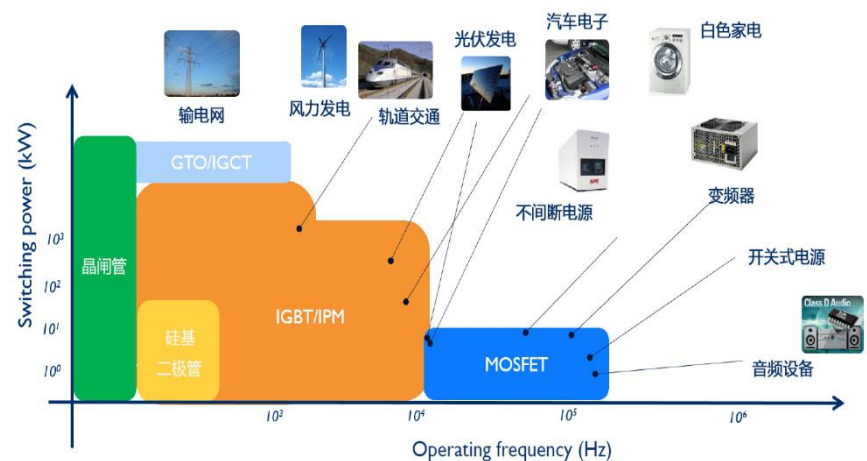 光伏发电
汽车电子
白色家电
输电网
风力发电
轨道交通
Switching power (kW)
GTO/IGCT
不间断电源
变频器
10³
晶闸管
开关式电源
10²
IGBT/IPM
Class D Audio
10¹
硅基
二极管
MOSFET
音频设备
10⁰
10³
10⁴
10⁵
10⁶
Operating frequency (Hz)
APC